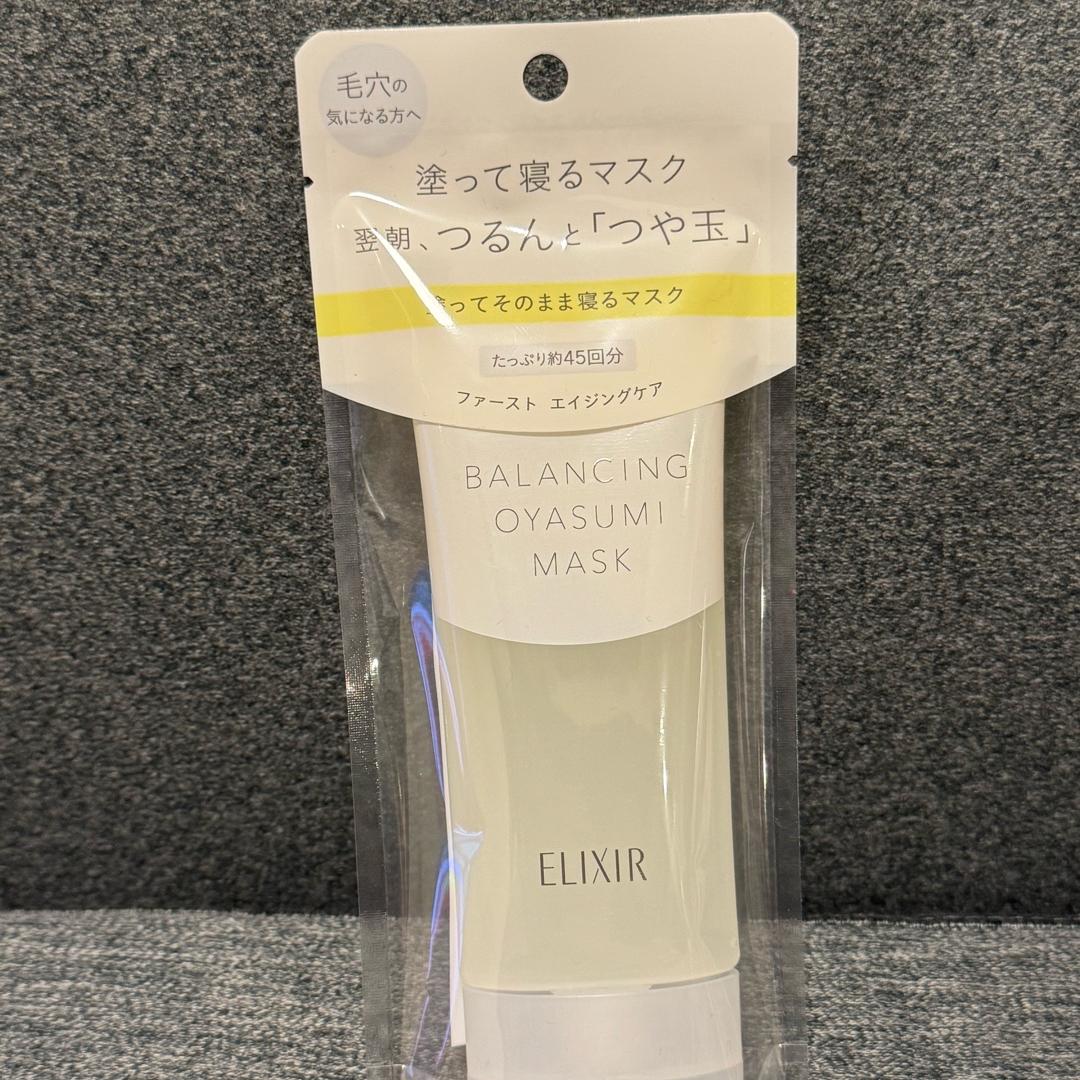 毛穴の
気になる方へ
塗って寝るマスク
翌朝、つるんと「つや玉」
塗ってそのまま寝るマスク
たっぷり約45回分
ファースト エイジングケア
BALANCING
OYASUMI
MASK
ELIXIR